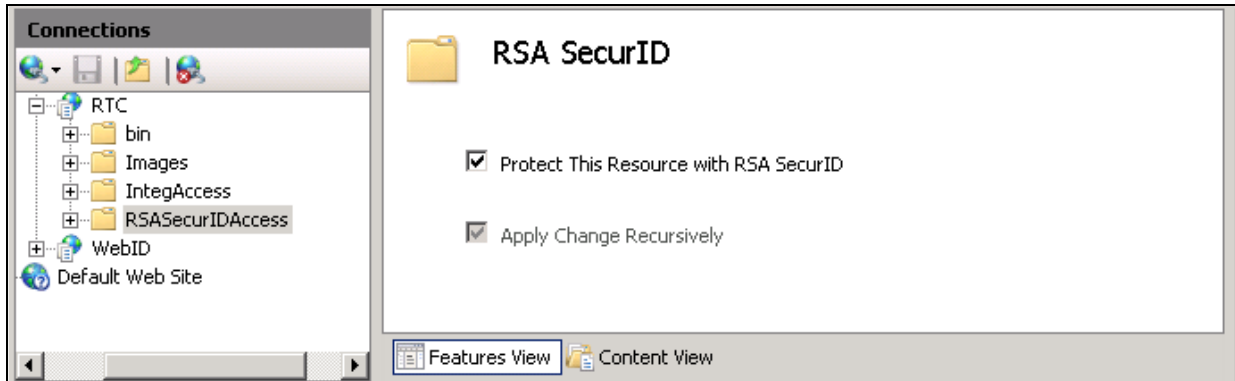 Connections
RTC
bin
Images
IntegAccess
RSASecurIDAccess
WebID
Default Web Site
RSA SecurID
Protect This Resource with RSA SecurID
Apply Change Recursively
Features View
Content View